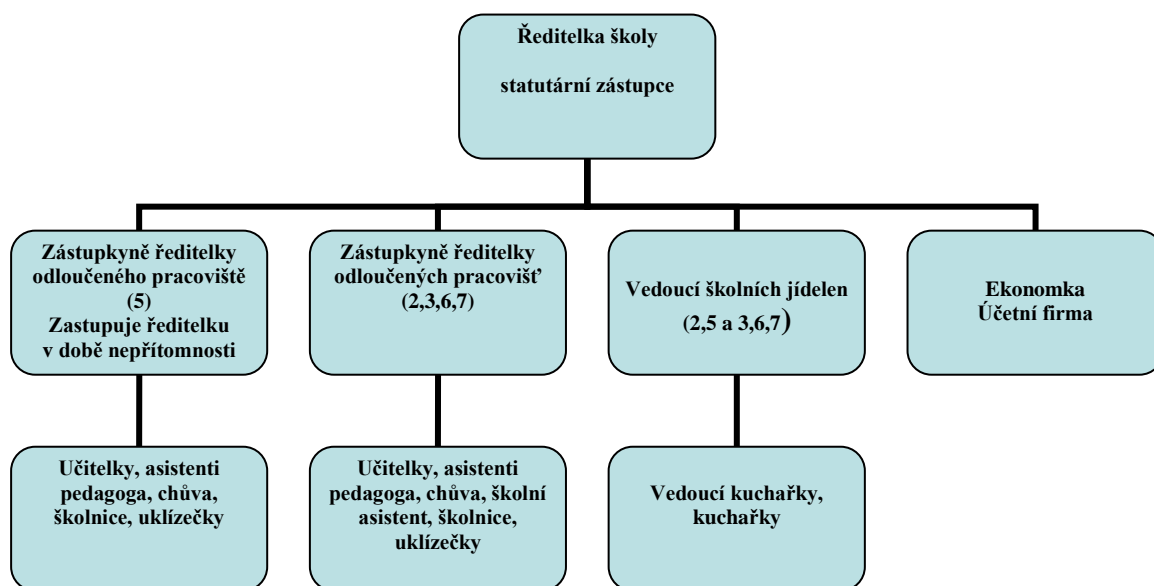 Ředitelka školy
statutární zástupce
Zástupkyně ředitelky
odloučeného pracoviště
(5)
Zastupuje ředitelku
v době nepřítomnosti
Zástupkyně ředitelky
odloučených pracovišť
(2,3,6,7)
Vedoucí školních jídelen
(2,5 a 3,6,7)
Ekonomka
Účetní firma
Učitelky, asistenti
pedagoga, chůva,
školnice, uklízečky
Učitelky, asistenti
pedagoga, chůva, školní
asistent, školnice,
uklízečky
Vedoucí kuchařky,
kuchařky